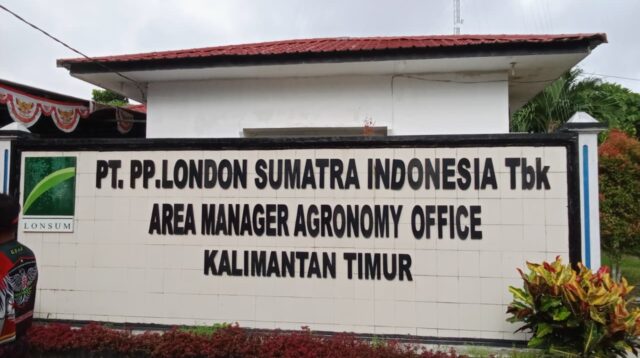 PT. PP.LONDON SUMATRA INDONESIA Tbk
AREA MANAGER AGRONOMY OFFICE
KALIMANTAN TIMUR
LONSUM